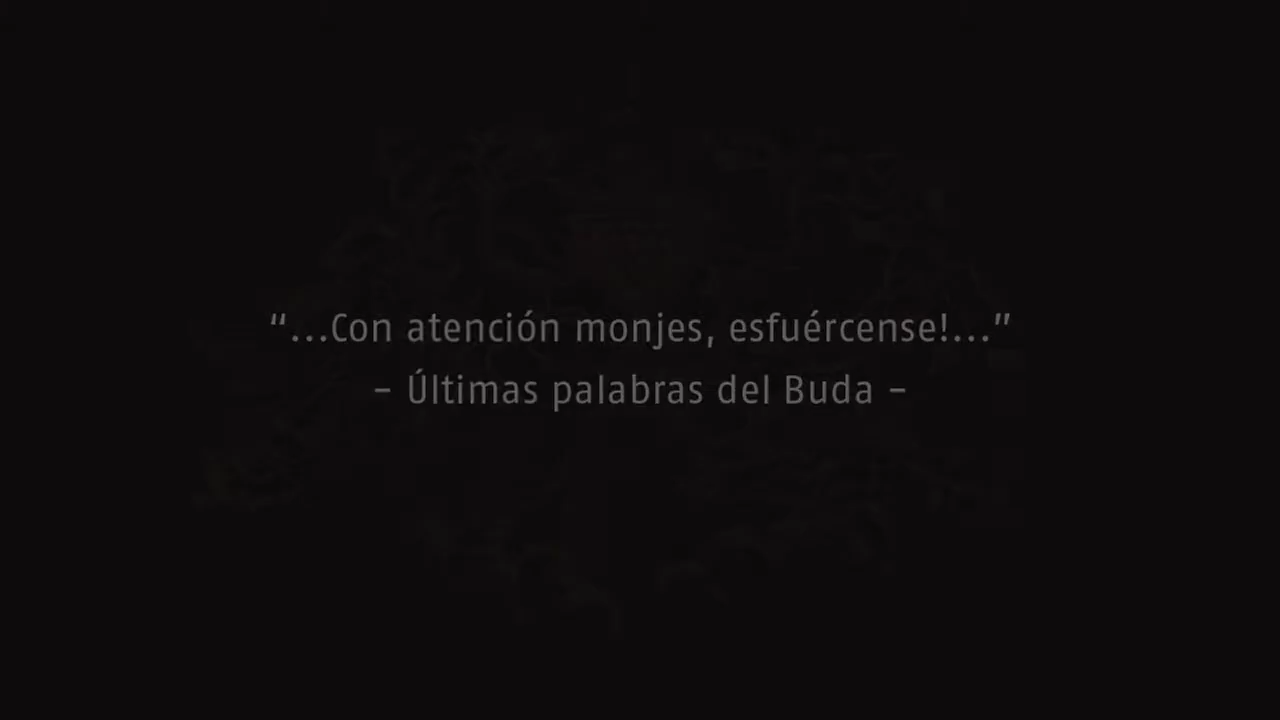 “...Con atención monjes, esfuércense!...”
– Últimas palabras del Buda –